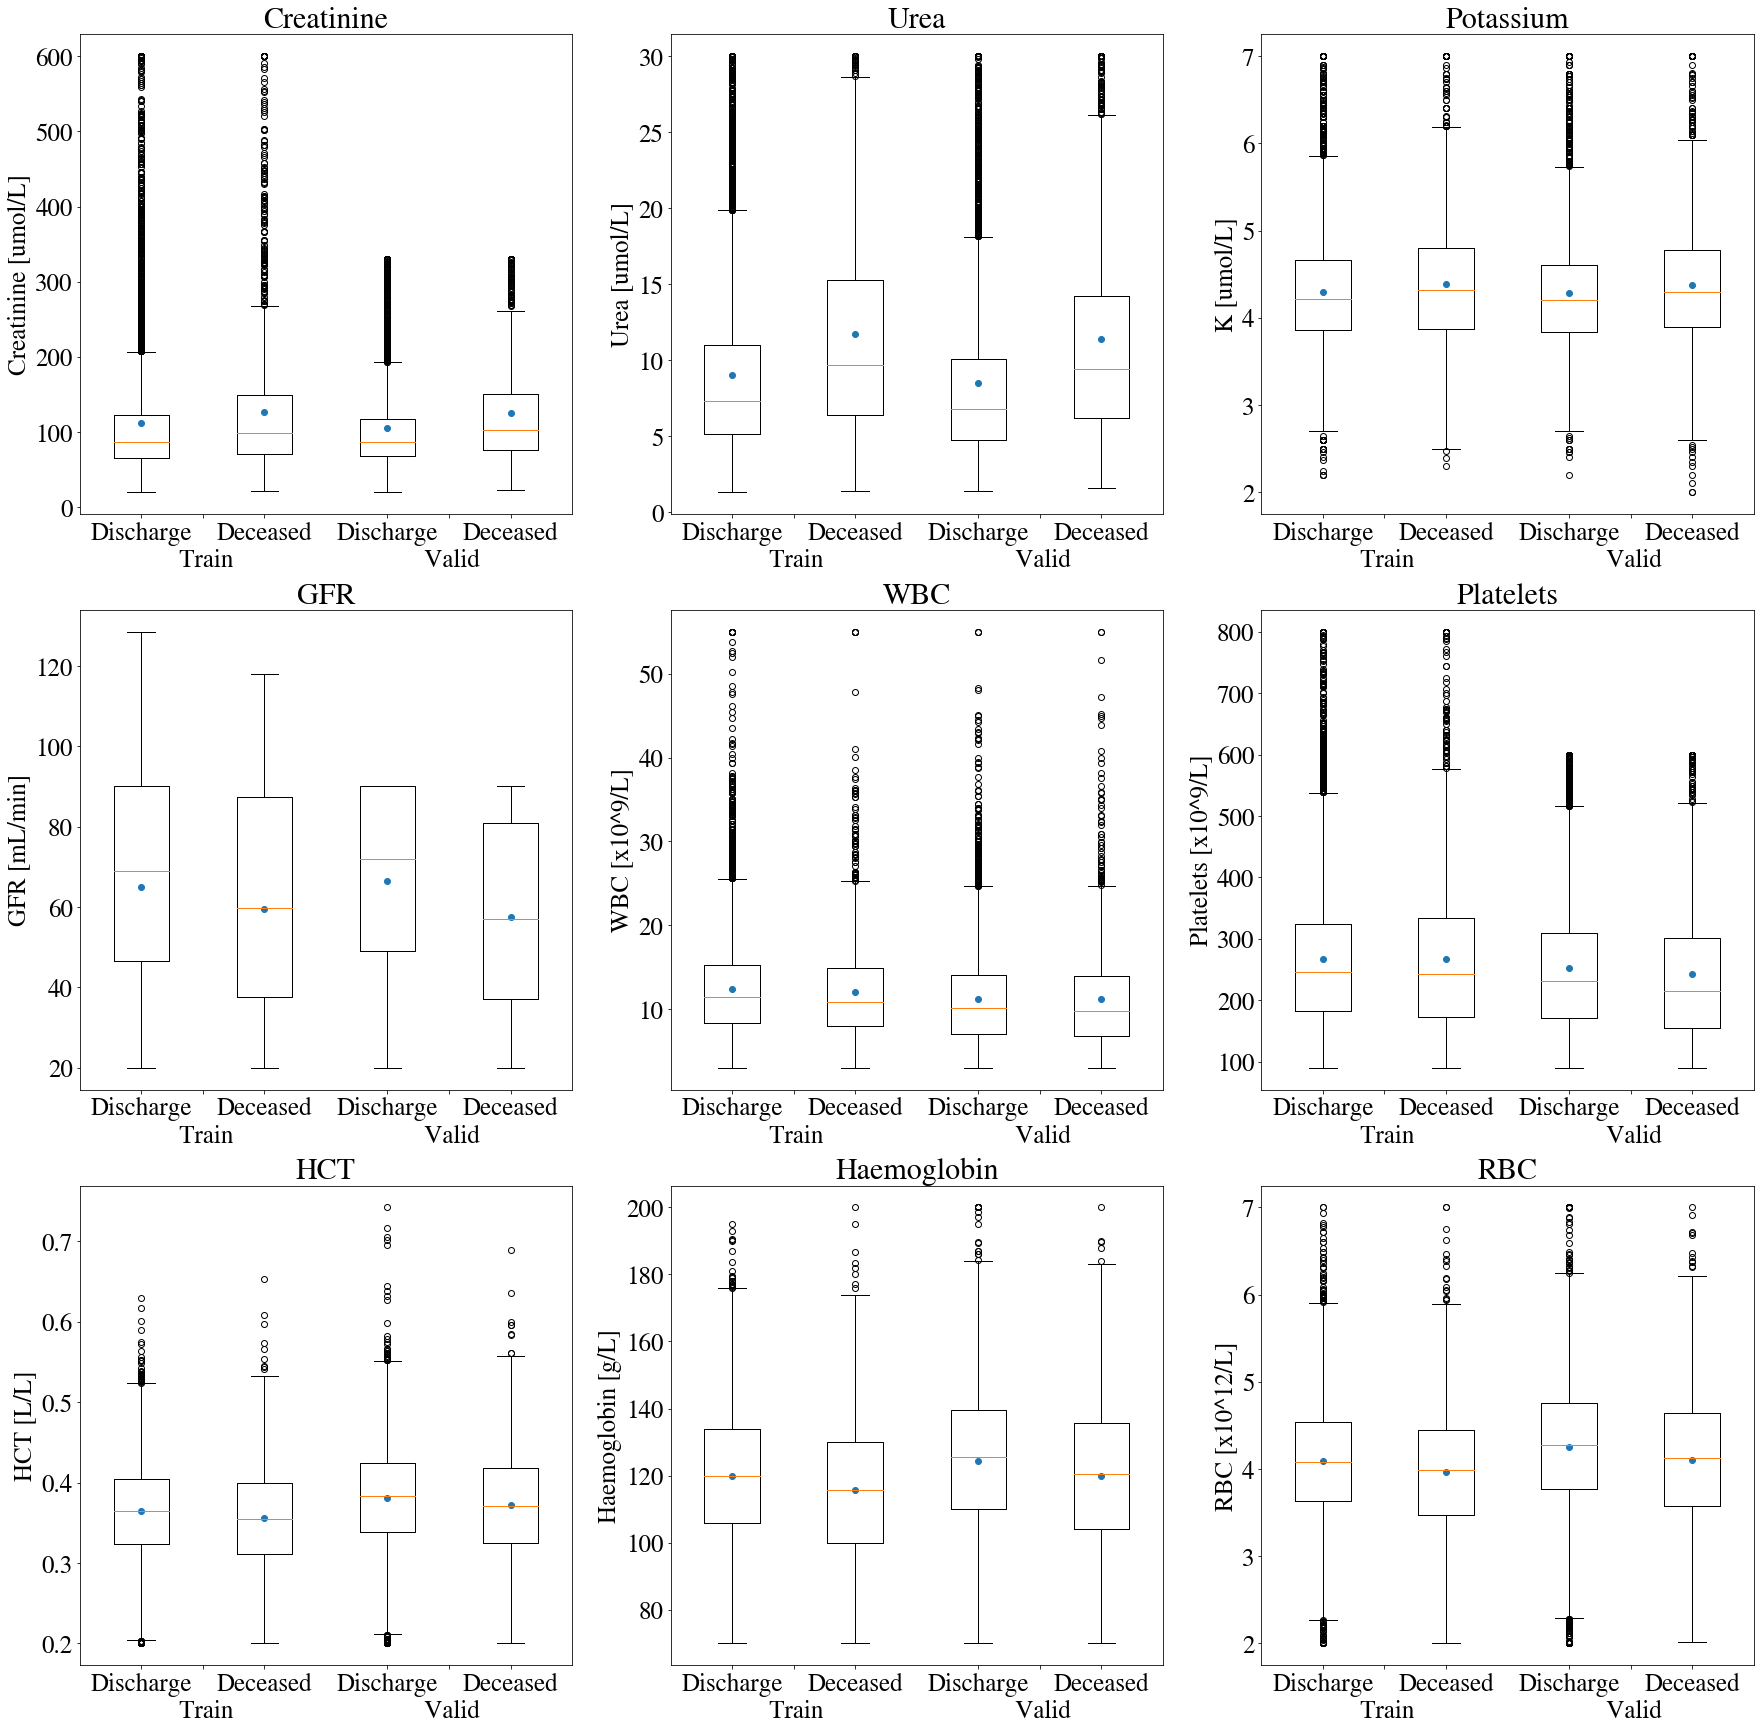 Creatinine
Creatinine [umol/L]
600
500
400
300
200
100
0
Discharge Deceased Discharge Deceased
Train Valid
Urea
Urea [umol/L]
30
25
20
15
10
5
0
Discharge Deceased Discharge Deceased
Train Valid
Potassium
K [umol/L]
7
6
5
4
3
2
Discharge Deceased Discharge Deceased
Train Valid
GFR
GFR [mL/min]
120
100
80
60
40
20
Discharge Deceased Discharge Deceased
Train Valid
WBC
WBC [x10^9/L]
50
40
30
20
10
Discharge Deceased Discharge Deceased
Train Valid
Platelets
Platelets [x10^9/L]
800
700
600
500
400
300
200
100
Discharge Deceased Discharge Deceased
Train Valid
HCT
HCT [L/L]
0.7
0.6
0.5
0.4
0.3
0.2
Discharge Deceased Discharge Deceased
Train Valid
Haemoglobin
Haemoglobin [g/L]
200
180
160
140
120
100
80
Discharge Deceased Discharge Deceased
Train Valid
RBC
RBC [x10^12/L]
7
6
5
4
3
2
Discharge Deceased Discharge Deceased
Train Valid